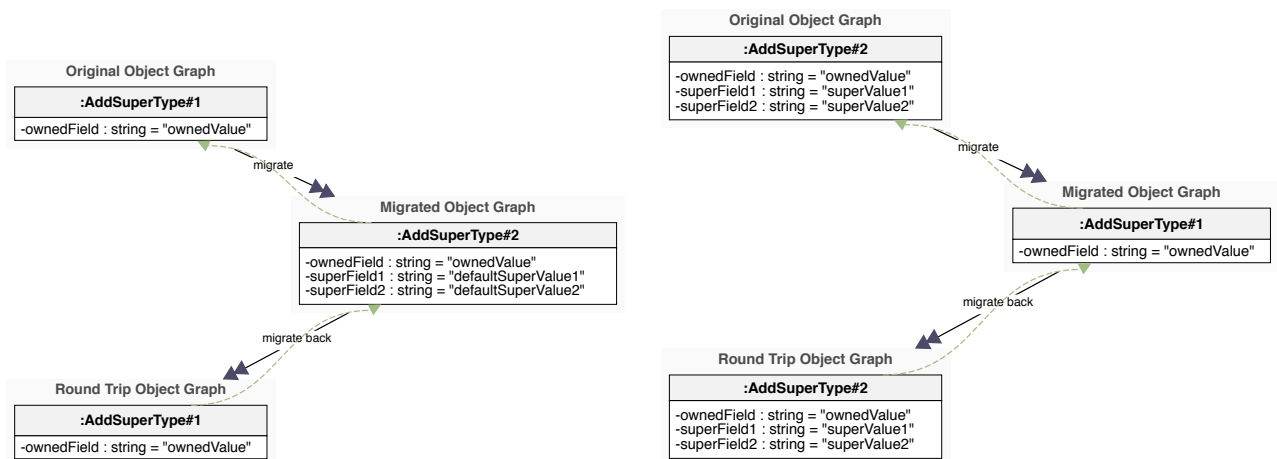 Original Object Graph
:AddSuperType#1
-ownedField : string = "ownedValue"
migrate
Migrated Object Graph
:AddSuperType#2
-ownedField : string = "ownedValue"
-superField1 : string = "defaultSuperValue1"
-superField2 : string = "defaultSuperValue2"
migrate back
Round Trip Object Graph
:AddSuperType#1
-ownedField : string = "ownedValue"
Original Object Graph
:AddSuperType#2
-ownedField : string = "ownedValue"
-superField1 : string = "superValue1"
-superField2 : string = "superValue2"
migrate
Migrated Object Graph
:AddSuperType#1
-ownedField : string = "ownedValue"
migrate back
Round Trip Object Graph
:AddSuperType#2
-ownedField : string = "ownedValue"
-superField1 : string = "superValue1"
-superField2 : string = "superValue2"